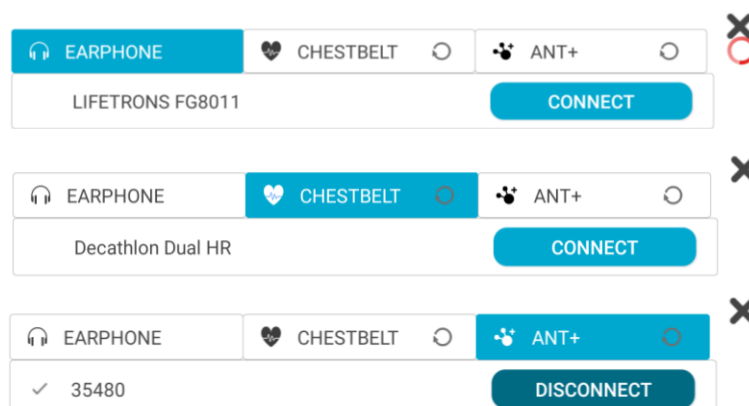 EARPHONE CHESTBELT ANT+
LIFETRONS FG8011 CONNECT
EARPHONE CHESTBELT ANT+
Decathlon Dual HR CONNECT
EARPHONE CHESTBELT ANT+
35480 DISCONNECT